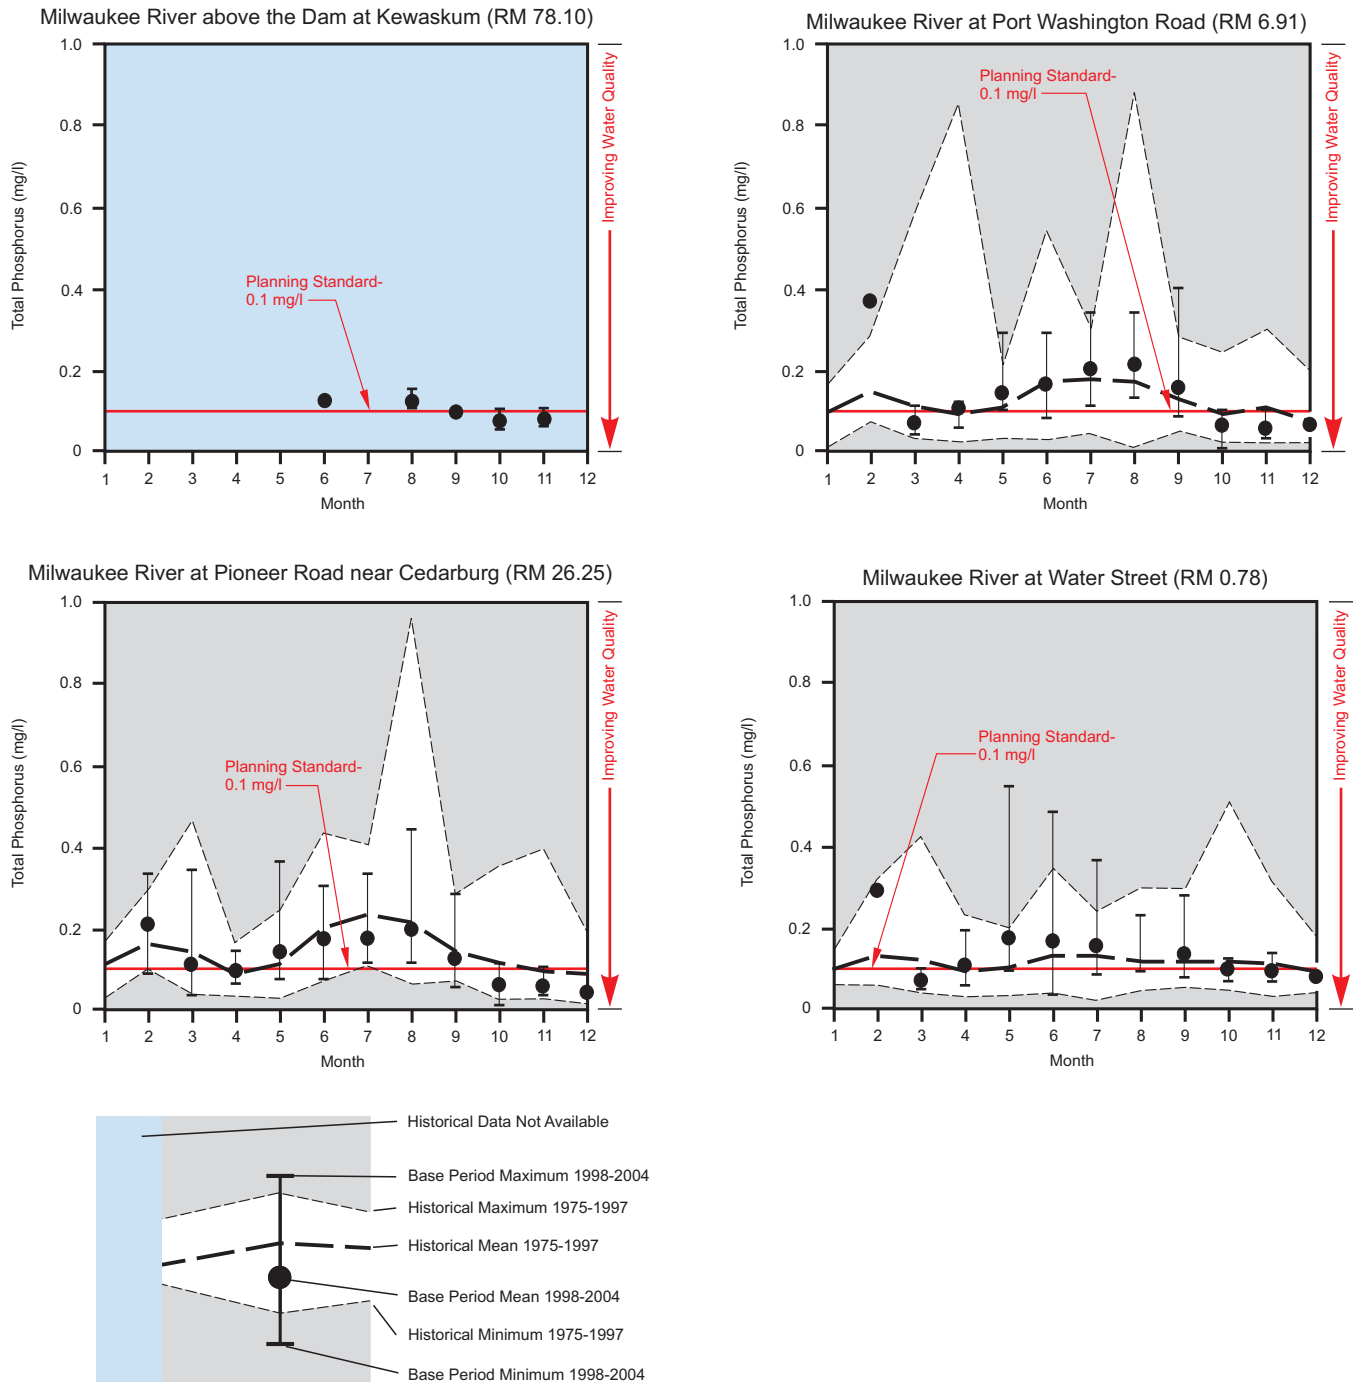 Milwaukee River above the Dam at Kewaskum (RM 78.10)
1.0
0.8
0.6
0.4
0.2
0
Total Phosphorus (mg/l)
Planning Standard-
0.1 mg/l
1 2 3 4 5 6 7 8 9 10 11 12
Month
Improving Water Quality
Milwaukee River at Port Washington Road (RM 6.91)
1.0
0.8
0.6
0.4
0.2
0
Total Phosphorus (mg/l)
Planning Standard-
0.1 mg/l
1 2 3 4 5 6 7 8 9 10 11 12
Month
Improving Water Quality
Milwaukee River at Pioneer Road near Cedarburg (RM 26.25)
1.0
0.8
0.6
0.4
0.2
0
Total Phosphorus (mg/l)
Planning Standard-
0.1 mg/l
1 2 3 4 5 6 7 8 9 10 11 12
Month
Improving Water Quality
Milwaukee River at Water Street (RM 0.78)
1.0
0.8
0.6
0.4
0.2
0
Total Phosphorus (mg/l)
Planning Standard-
0.1 mg/l
1 2 3 4 5 6 7 8 9 10 11 12
Month
Improving Water Quality
Historical Data Not Available
Base Period Maximum 1998-2004
Historical Maximum 1975-1997
Historical Mean 1975-1997
Base Period Mean 1998-2004
Historical Minimum 1975-1997
Base Period Minimum 1998-2004